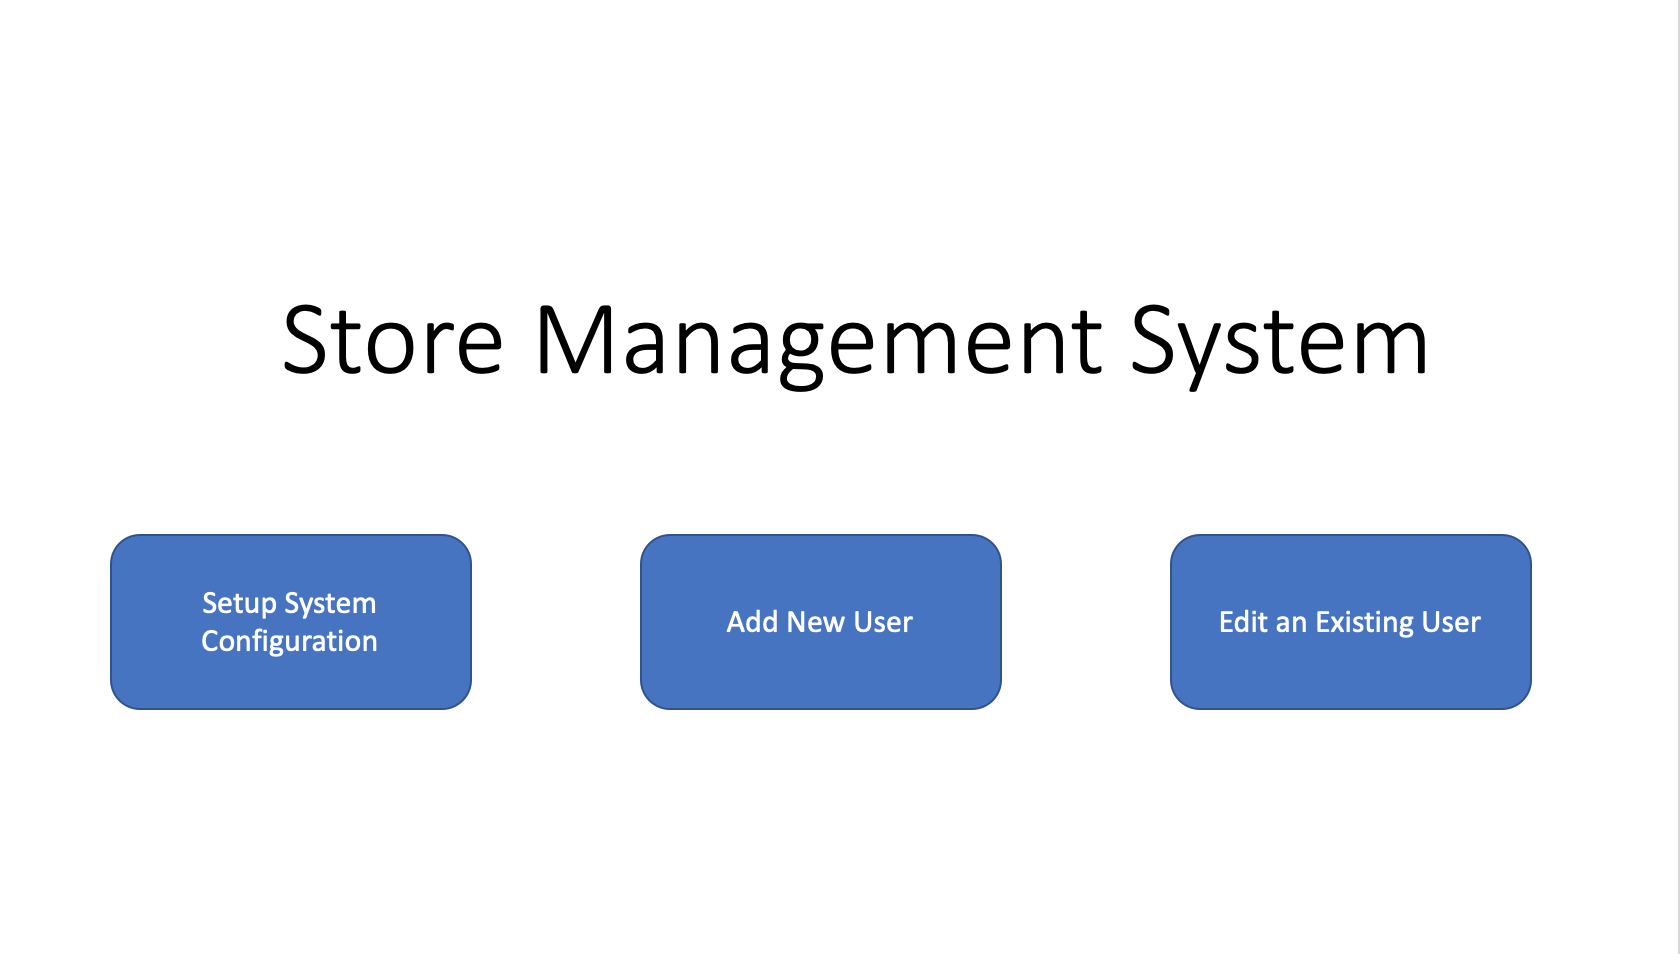 Store Management System
Setup System
Configuration
Add New User
Edit an Existing User